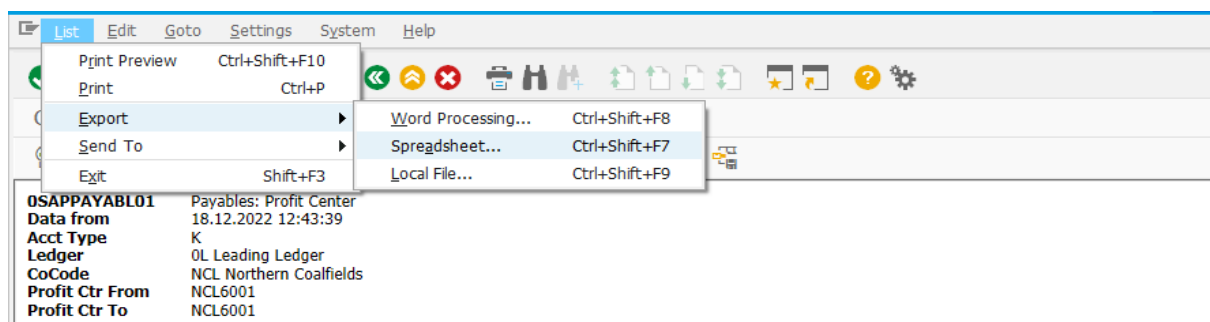 List Edit Goto Settings System Help
Print Preview Ctrl+Shift+F10
Print Ctrl+P
Export
Word Processing... Ctrl+Shift+F8
Send To
Spreadsheet... Ctrl+Shift+F7
Exit Shift+F3
Local File... Ctrl+Shift+F9
0SAPPAYABL01 Payables: Profit Center
Data from 18.12.2022 12:43:39
Acct Type K
Ledger 0L Leading Ledger
CoCode NCL Northern Coalfields
Profit Ctr From NCL6001
Profit Ctr To NCL6001